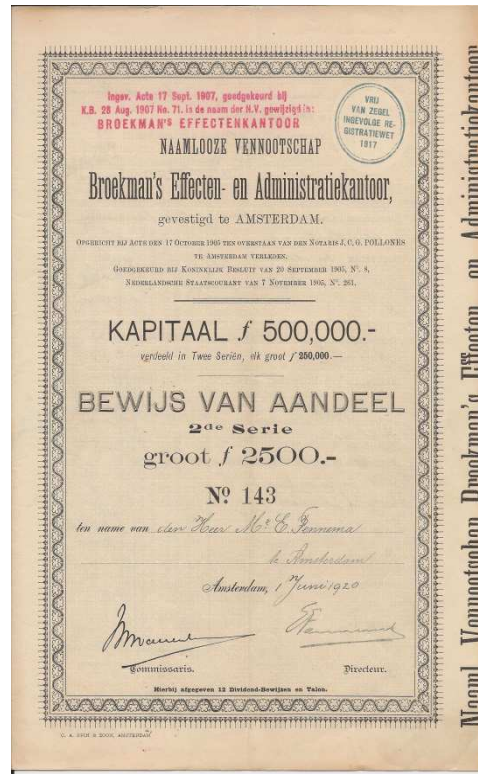 Ingev. Acte 17 Sept. 1907, goedgekeurd bij
K.B. 28 Aug. 1907 No. 71. is de naam der N.V. gewijzigd in:
BROEKMAN'S EFFECTENKANTOOR
VRIJ
VAN ZEGEL
INGEVOLGE RE-
GISTRATIEWET
1917
NAAMLOOZE VENNOOTSCHAP
Broekman's Effecten- en Administratiekantoor,
gevestigd te AMSTERDAM.
OPGERICHT BIJ ACTE DEN 17 OCTOBER 1905 TEN OVERSTAAN VAN DEN NOTARIS J. C. G. POLLONES
TE AMSTERDAM VERLEDEN.
GOEDGEKEURD BIJ KONINKLIJK BESLUIT VAN 20 SEPTEMBER 1905, N°. 8,
NEDERLANDSCHE STAATSCOURANT VAN 7 NOVEMBER 1905, N°. 261.
KAPITAAL ƒ 500,000.-
verdeeld in Twee Seriën, elk groot ƒ 250,000.—
BEWIJS VAN AANDEEL
2de Serie
groot ƒ 2500.-
N° 143
ten name van den Heer Mr. E. Fennema
te Amsterdam
Amsterdam, 1 Juni 1920
Commissaris. Directeur.
Hierbij afgegeven 12 Dividend-Bewijzen en Talon.
Naaml. Vennootschap Broekman's Effecten- en Administratiekantoor